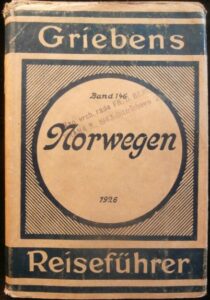 Griebens
Band 146
Norwegen
1926
Reiseführer